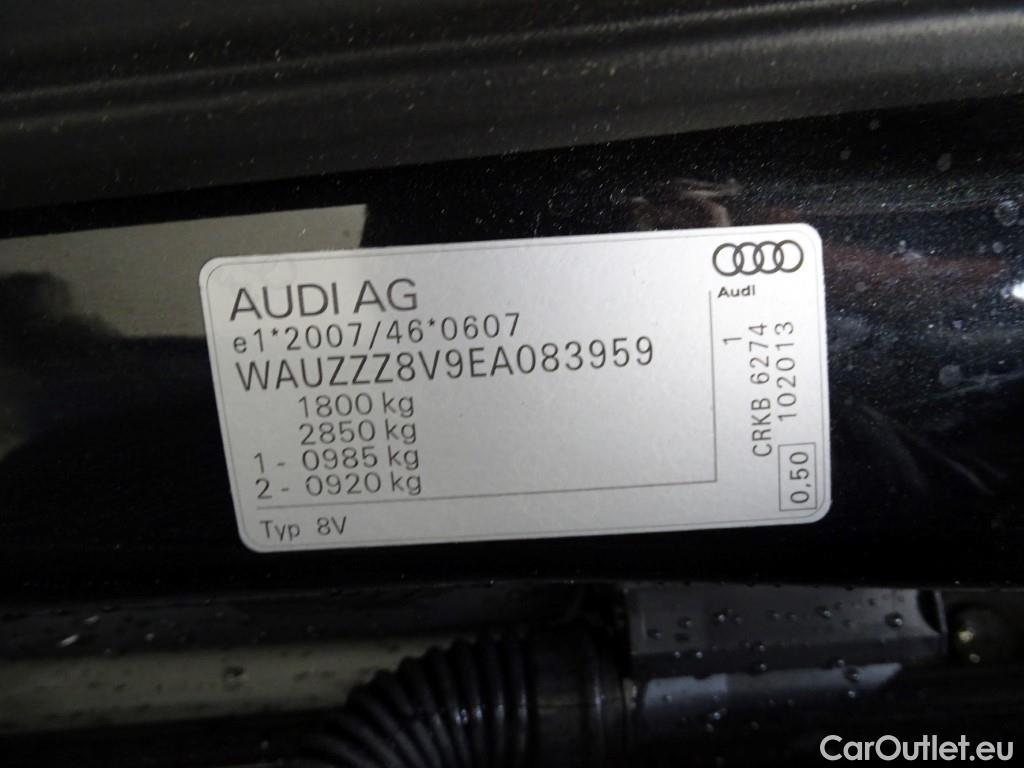 AUDI AG
e1*2007/46*0607
WAUZZZ8V9EA083959
1800 kg
2850 kg
1 - 0985 kg
2 - 0920 kg
Typ 8V
Audi
1
CRKB 6274
102013
0,50
CarOutlet.eu